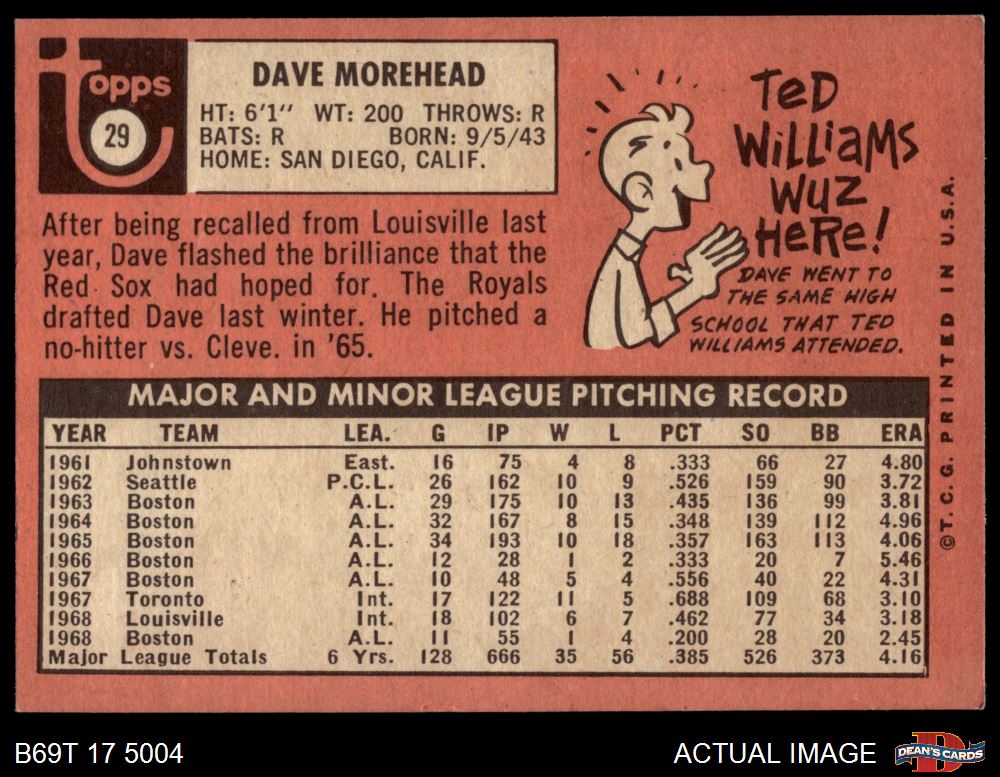 Topps
29
DAVE MOREHEAD
HT: 6'1" WT: 200 THROWS: R
BATS: R BORN: 9/5/43
HOME: SAN DIEGO, CALIF.
After being recalled from Louisville last
year, Dave flashed the brilliance that the
Red Sox had hoped for. The Royals
drafted Dave last winter. He pitched a
no-hitter vs. Cleve. in '65.
TeD
WiLLiaMS
WuZ
HeRe!
DAVE WENT TO
THE SAME HIGH
SCHOOL THAT TED
WILLIAMS ATTENDED.
MAJOR AND MINOR LEAGUE PITCHING RECORD
YEAR TEAM LEA. G IP W L PCT SO BB ERA
1961 Johnstown East. 16 75 4 8 .333 66 27 4.80
1962 Seattle P.C.L. 26 162 10 9 .526 159 90 3.72
1963 Boston A.L. 29 175 10 13 .435 136 99 3.81
1964 Boston A.L. 32 167 8 15 .348 139 112 4.96
1965 Boston A.L. 34 193 10 18 .357 163 113 4.06
1966 Boston A.L. 12 28 1 2 .333 20 7 5.46
1967 Boston A.L. 10 48 5 4 .556 40 22 4.31
1967 Toronto Int. 17 122 11 5 .688 109 68 3.10
1968 Louisville Int. 18 102 6 7 .462 77 34 3.18
1968 Boston A.L. 11 55 1 4 .200 28 20 2.45
Major League Totals 6 Yrs. 128 666 35 56 .385 526 373 4.16
©T.C.G. PRINTED IN U.S.A.
B69T 17 5004
ACTUAL IMAGE
D
DEAN'S CARDS